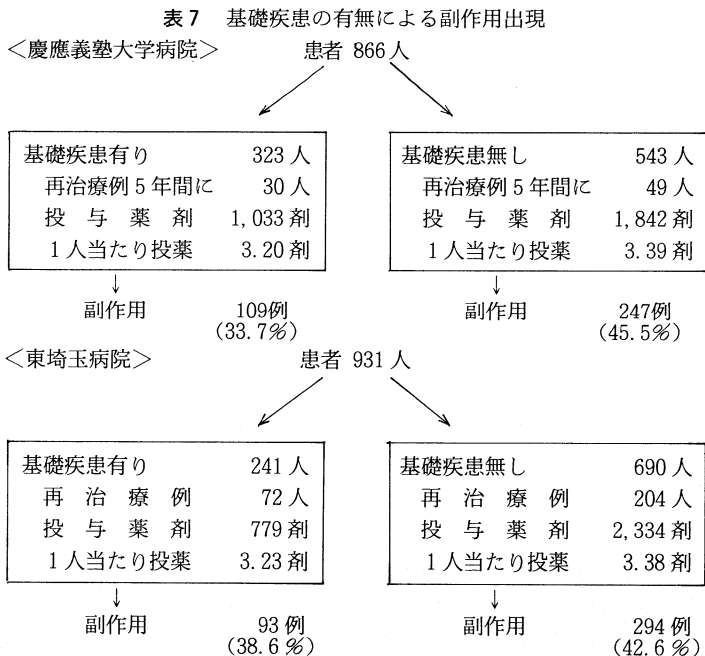 表7 基礎疾患の有無による副作用出現
＜慶應義塾大学病院＞ 患者 866人
基礎疾患有り 323人
再治療例5年間に 30人
投与薬剤 1,033剤
1人当たり投薬 3.20剤
基礎疾患無し 543人
再治療例5年間に 49人
投与薬剤 1,842剤
1人当たり投薬 3.39剤
↓ ↓
副作用 109例 247例
(33.7%) (45.5%)
＜東埼玉病院＞ 患者 931人
基礎疾患有り 241人
再治療例 72人
投与薬剤 779剤
1人当たり投薬 3.23剤
基礎疾患無し 690人
再治療例 204人
投与薬剤 2,334剤
1人当たり投薬 3.38剤
↓ ↓
副作用 93例 副作用 294例
(38.6%) (42.6%)